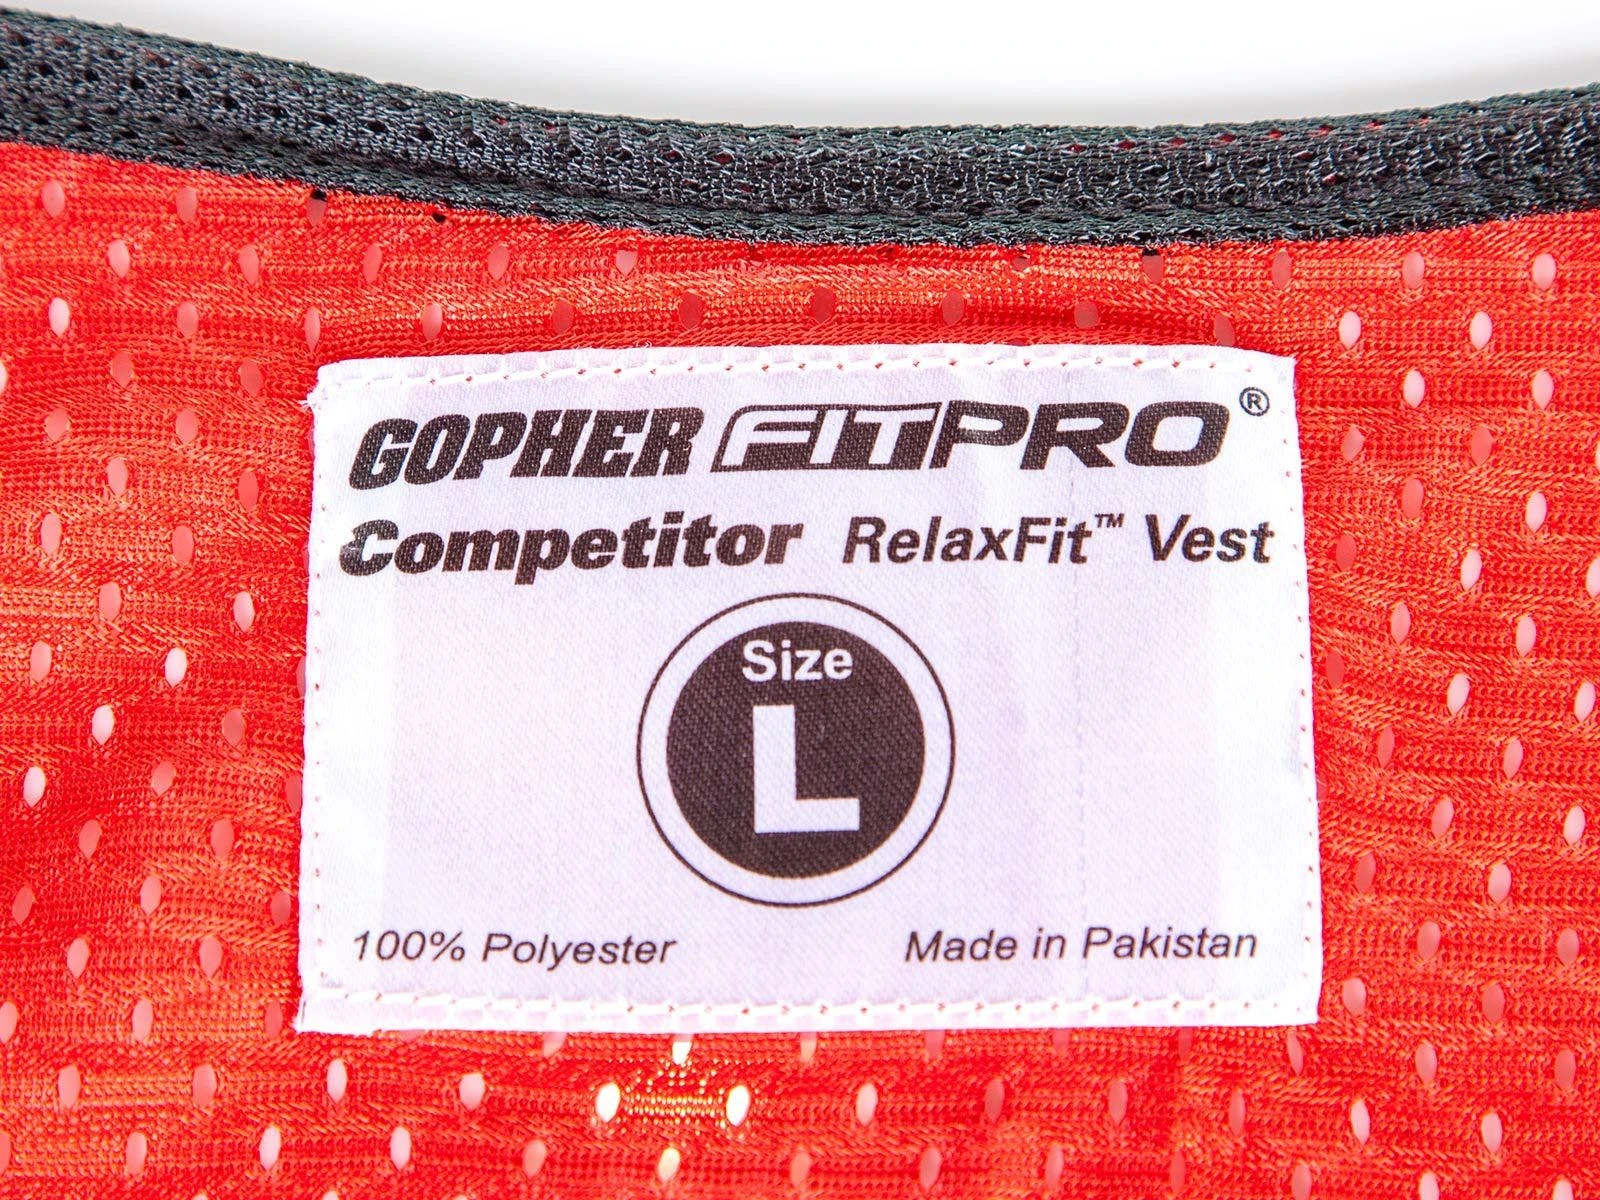 GOPHER FITPRO®
Competitor RelaxFit™ Vest
Size
L
100% Polyester Made in Pakistan